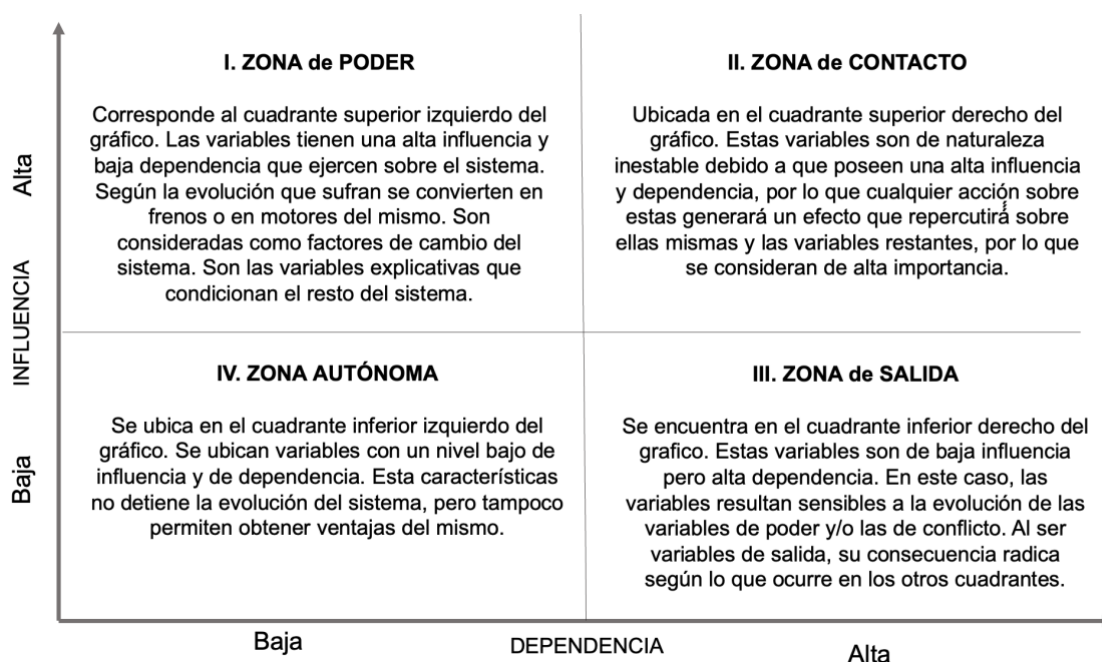 I. ZONA de PODER
Corresponde al cuadrante superior izquierdo del
gráfico. Las variables tienen una alta influencia y
baja dependencia que ejercen sobre el sistema.
Según la evolución que sufran se convierten en
frenos o en motores del mismo. Son
consideradas como factores de cambio del
sistema. Son las variables explicativas que
condicionan el resto del sistema.
II. ZONA de CONTACTO
Ubicada en el cuadrante superior derecho del
gráfico. Estas variables son de naturaleza
inestable debido a que poseen una alta influencia
y dependencia, por lo que cualquier acción sobre
estas generará un efecto que repercutirá sobre
ellas mismas y las variables restantes, por lo que
se consideran de alta importancia.
IV. ZONA AUTÓNOMA
Se ubica en el cuadrante inferior izquierdo del
gráfico. Se ubican variables con un nivel bajo de
influencia y de dependencia. Esta características
no detiene la evolución del sistema, pero tampoco
permiten obtener ventajas del mismo.
III. ZONA de SALIDA
Se encuentra en el cuadrante inferior derecho del
grafico. Estas variables son de baja influencia
pero alta dependencia. En este caso, las
variables resultan sensibles a la evolución de las
variables de poder y/o las de conflicto. Al ser
variables de salida, su consecuencia radica
según lo que ocurre en los otros cuadrantes.
Alta
INFLUENCIA
Baja
Baja
DEPENDENCIA
Alta